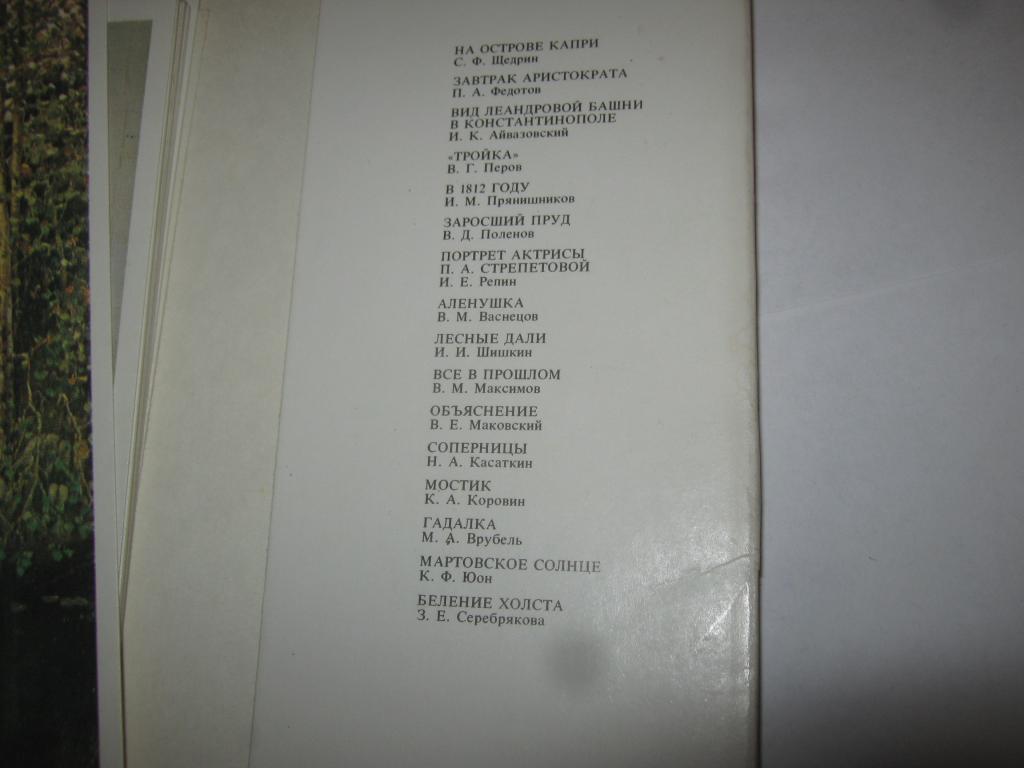 НА ОСТРОВЕ КАПРИ
С. Ф. Щедрин
ЗАВТРАК АРИСТОКРАТА
П. А. Федотов
ВИД ЛЕАНДРОВОЙ БАШНИ
В КОНСТАНТИНОПОЛЕ
И. К. Айвазовский
«ТРОЙКА»
В. Г. Перов
В 1812 ГОДУ
И. М. Прянишников
ЗАРОСШИЙ ПРУД
В. Д. Поленов
ПОРТРЕТ АКТРИСЫ
П. А. СТРЕПЕТОВОЙ
И. Е. Репин
АЛЕНУШКА
В. М. Васнецов
ЛЕСНЫЕ ДАЛИ
И. И. Шишкин
ВСЕ В ПРОШЛОМ
В. М. Максимов
ОБЪЯСНЕНИЕ
В. Е. Маковский
СОПЕРНИЦЫ
Н. А. Касаткин
МОСТИК
К. А. Коровин
ГАДАЛКА
М. А. Врубель
МАРТОВСКОЕ СОЛНЦЕ
К. Ф. Юон
БЕЛЕНИЕ ХОЛСТА
З. Е. Серебрякова